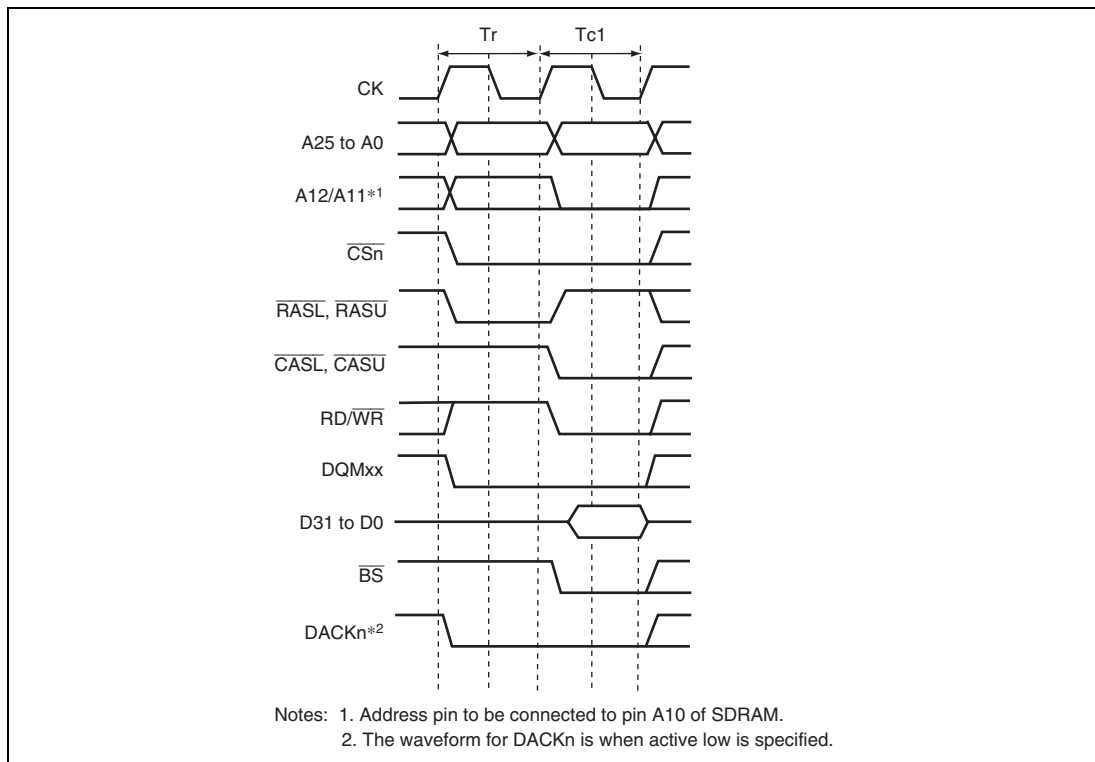 Tr Tc1
CK
A25 to A0
A12/A11*1
CSn
RASL, RASU
CASL, CASU
RD/WR
DQMxx
D31 to D0
BS
DACKn*2
Notes: 1. Address pin to be connected to pin A10 of SDRAM.
2. The waveform for DACKn is when active low is specified.